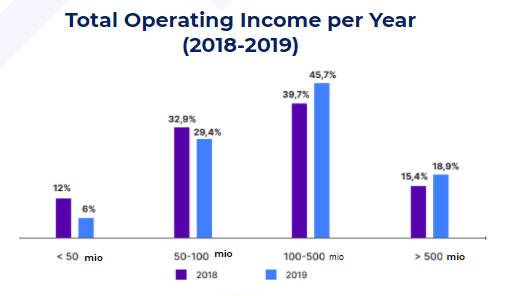 Total Operating Income per Year
(2018-2019)
45,7%
39,7%
32,9%
29,4%
18,9%
15,4%
12%
6%
< 50 mio
50-100 mio
100-500 mio
> 500 mio
2018
2019